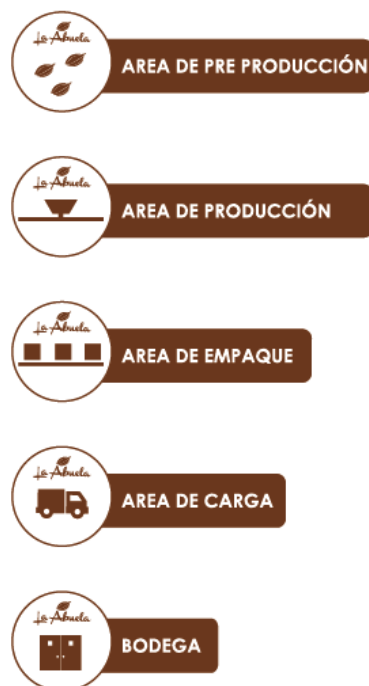 La Abuela
AREA DE PRE PRODUCCIÓN
La Abuela
AREA DE PRODUCCIÓN
La Abuela
AREA DE EMPAQUE
La Abuela
AREA DE CARGA
La Abuela
BODEGA